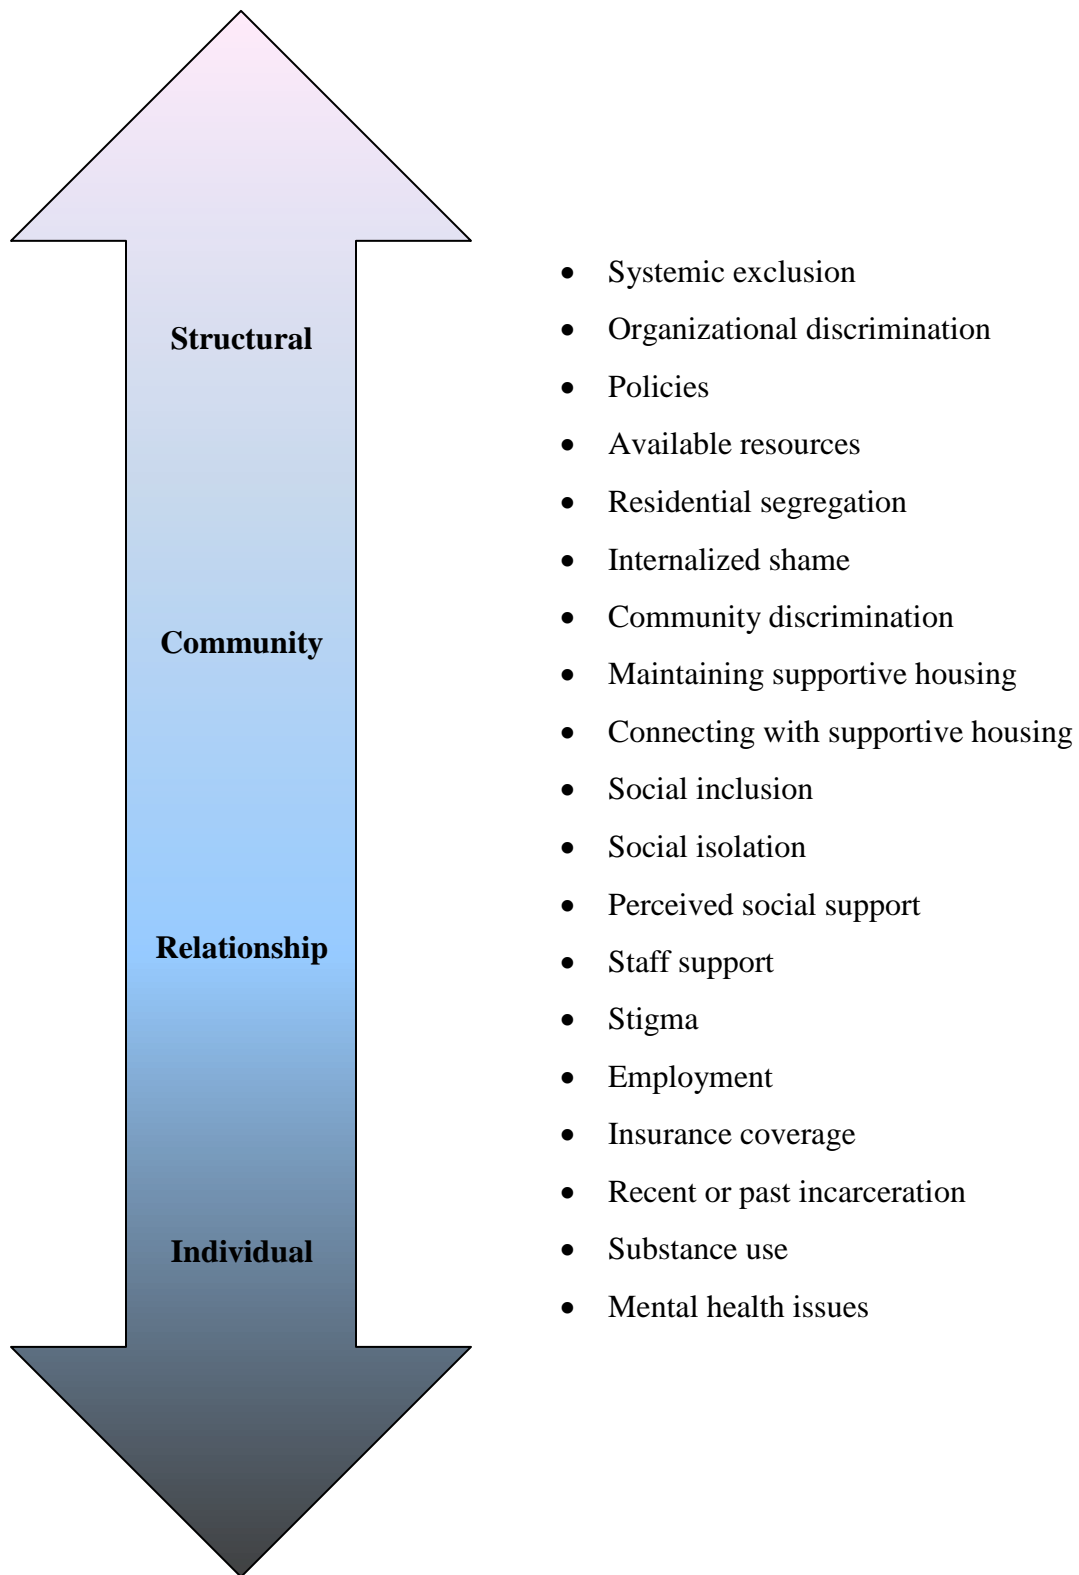 Structural
Community
Relationship
Individual
• Systemic exclusion
• Organizational discrimination
• Policies
• Available resources
• Residential segregation
• Internalized shame
• Community discrimination
• Maintaining supportive housing
• Connecting with supportive housing
• Social inclusion
• Social isolation
• Perceived social support
• Staff support
• Stigma
• Employment
• Insurance coverage
• Recent or past incarceration
• Substance use
• Mental health issues